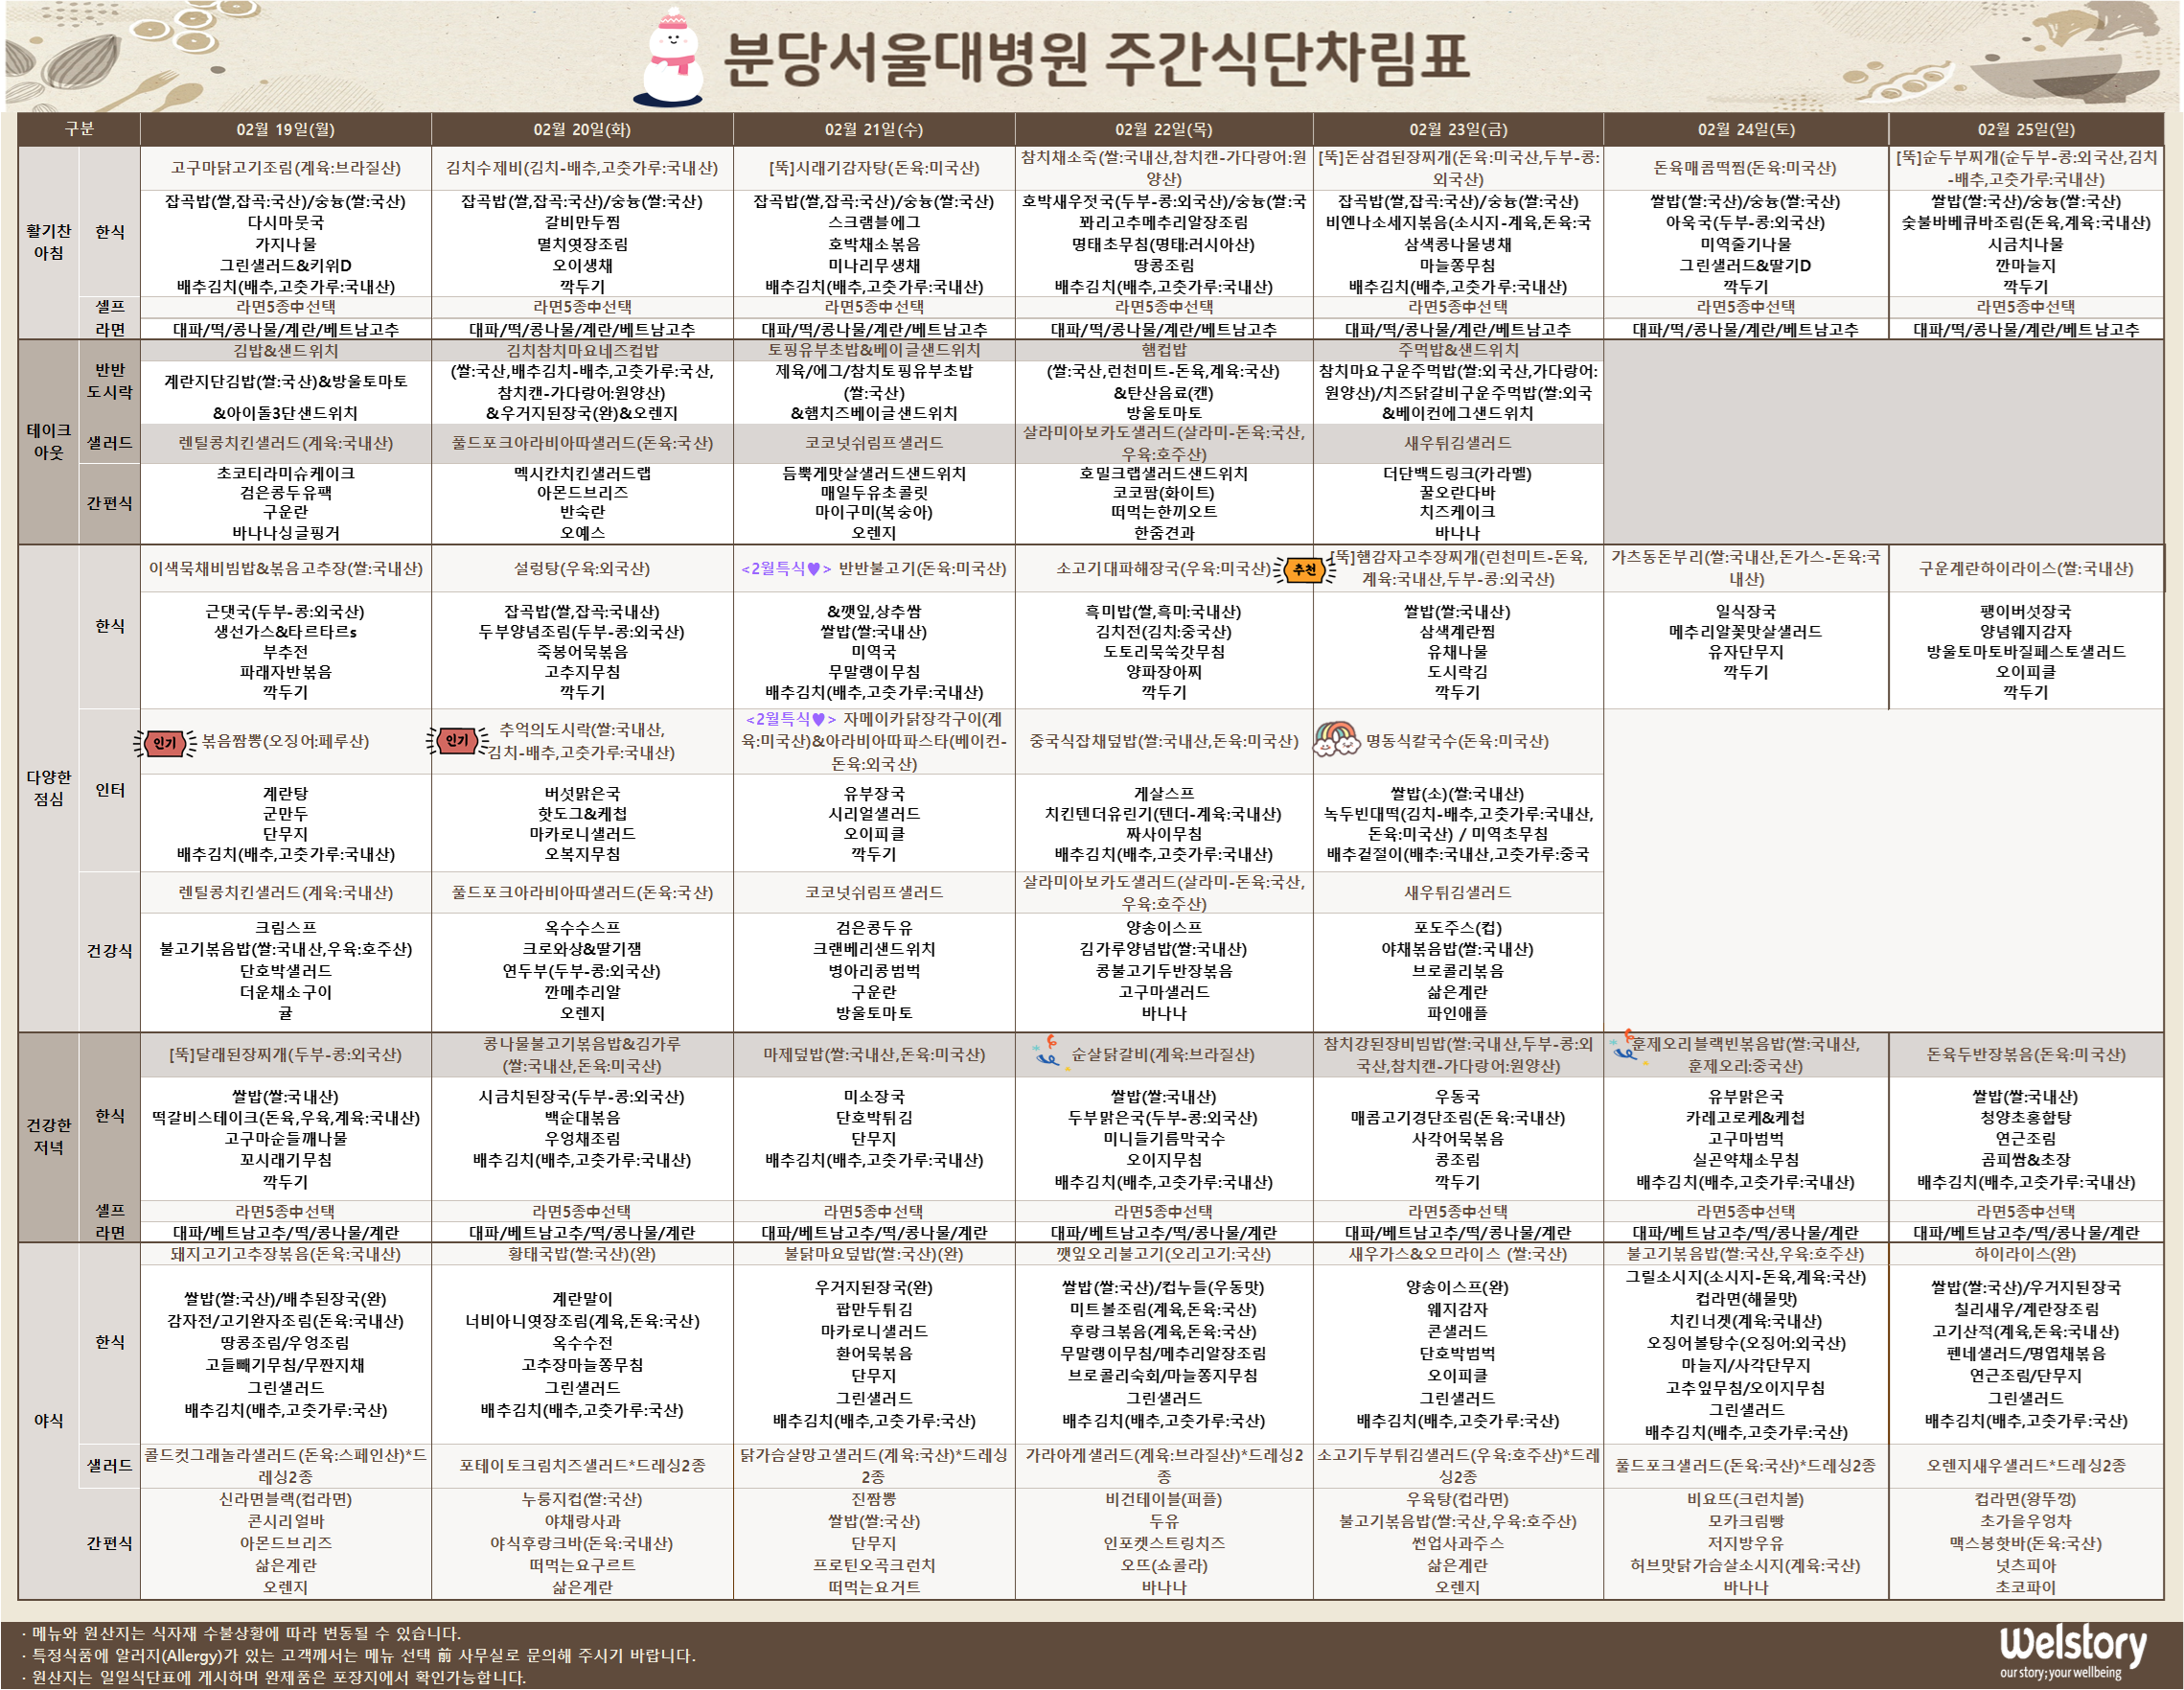 분당서울대병원 주간식단차림표
구분 02월 19일(월) 02월 20일(화) 02월 21일(수) 02월 22일(목) 02월 23일(금) 02월 24일(토) 02월 25일(일)
활기찬
아침
한식
고구마닭고기조림(계육:브라질산)
잡곡밥(쌀,잡곡:국산)/숭늉(쌀:국산)
다시마뭇국
가지나물
그린샐러드&키위D
배추김치(배추,고춧가루:국내산)
김치수제비(김치-배추,고춧가루:국내산)
잡곡밥(쌀,잡곡:국산)/숭늉(쌀:국산)
갈비만두찜
멸치엿장조림
오이생채
깍두기
[뚝]시래기감자탕(돈육:미국산)
잡곡밥(쌀,잡곡:국산)/숭늉(쌀:국산)
스크램블에그
호박채소볶음
미나리무생채
배추김치(배추,고춧가루:국내산)
참치채소죽(쌀:국내산,참치캔-가다랑어:원
양산)
호박새우젓국(두부-콩:외국산)/숭늉(쌀:국
꽈리고추메추리알장조림
명태초무침(명태:러시아산)
땅콩조림
배추김치(배추,고춧가루:국내산)
[뚝]돈삼겹된장찌개(돈육:미국산,두부-콩:
외국산)
잡곡밥(쌀,잡곡:국산)/숭늉(쌀:국산)
비엔나소세지볶음(소시지-계육,돈육:국
삼색콩나물냉채
마늘쫑무침
배추김치(배추,고춧가루:국내산)
돈육매콤떡찜(돈육:미국산)
쌀밥(쌀:국산)/숭늉(쌀:국산)
아욱국(두부-콩:외국산)
미역줄기나물
그린샐러드&딸기D
깍두기
[뚝]순두부찌개(순두부-콩:외국산,김치
-배추,고춧가루:국내산)
쌀밥(쌀:국산)/숭늉(쌀:국산)
숯불바베큐바조림(돈육,계육:국내산)
시금치나물
깐마늘지
깍두기
셀프
라면
라면5종中선택 라면5종中선택 라면5종中선택 라면5종中선택 라면5종中선택 라면5종中선택 라면5종中선택
대파/떡/콩나물/계란/베트남고추 대파/떡/콩나물/계란/베트남고추 대파/떡/콩나물/계란/베트남고추 대파/떡/콩나물/계란/베트남고추 대파/떡/콩나물/계란/베트남고추 대파/떡/콩나물/계란/베트남고추 대파/떡/콩나물/계란/베트남고추
테이크
아웃
반반
도시락
김밥&샌드위치
계란지단김밥(쌀:국산)&방울토마토
&아이돌3단샌드위치
김치참치마요네즈컵밥
(쌀:국산,배추김치-배추,고춧가루:국산,
참치캔-가다랑어:원양산)
&우거지된장국(완)&오렌지
토핑유부초밥&베이글샌드위치
제육/에그/참치토핑유부초밥
(쌀:국산)
&햄치즈베이글샌드위치
햄컵밥
(쌀:국산,런천미트-돈육,계육:국산)
&탄산음료(캔)
방울토마토
주먹밥&샌드위치
참치마요구운주먹밥(쌀:외국산,가다랑어:
원양산)/치즈닭갈비구운주먹밥(쌀:외국
&베이컨에그샌드위치
샐러드
렌틸콩치킨샐러드(계육:국내산)
풀드포크아라비아따샐러드(돈육:국산)
코코넛쉬림프샐러드
살라미아보카도샐러드(살라미-돈육:국산,
우육:호주산)
새우튀김샐러드
간편식
초코티라미슈케이크
검은콩두유팩
구운란
바나나싱글핑거
멕시칸치킨샐러드랩
아몬드브리즈
반숙란
오예스
듬뿍게맛살샐러드샌드위치
매일두유초콜릿
마이구미(복숭아)
오렌지
호밀크랩샐러드샌드위치
코코팜(화이트)
떠먹는한끼오트
한줌견과
더단백드링크(카라멜)
꿀오란다바
치즈케이크
바나나
다양한
점심
한식
이색묵채비빔밥&볶음고추장(쌀:국내산)
근댓국(두부-콩:외국산)
생선가스&타르타르s
부추전
파래자반볶음
깍두기
설렁탕(우육:외국산)
잡곡밥(쌀,잡곡:국내산)
두부양념조림(두부-콩:외국산)
죽봉어묵볶음
고추지무침
깍두기
<2월특식♥> 반반불고기(돈육:미국산)
&깻잎,상추쌈
쌀밥(쌀:국내산)
미역국
무말랭이무침
배추김치(배추,고춧가루:국내산)
소고기대파해장국(우육:미국산)
흑미밥(쌀,흑미:국내산)
김치전(김치:중국산)
도토리묵쑥갓무침
양파장아찌
깍두기
추천
[뚝]햄감자고추장찌개(런천미트-돈육,
계육:국내산,두부-콩:외국산)
쌀밥(쌀:국내산)
삼색계란찜
유채나물
도시락김
깍두기
가츠동돈부리(쌀:국내산,돈가스-돈육:국
내산)
일식장국
메추리알꽃맛살샐러드
유자단무지
깍두기
구운계란하이라이스(쌀:국내산)
팽이버섯장국
양념웨지감자
방울토마토바질페스토샐러드
오이피클
깍두기
인터
인기
볶음짬뽕(오징어:페루산)
계란탕
군만두
단무지
배추김치(배추,고춧가루:국내산)
인기
추억의도시락(쌀:국내산,
김치-배추,고춧가루:국내산)
버섯맑은국
핫도그&케첩
마카로니샐러드
오복지무침
<2월특식♥> 자메이카닭장각구이(계
육:미국산)&아라비아따파스타(베이컨-
돈육:외국산)
유부장국
시리얼샐러드
오이피클
깍두기
중국식잡채덮밥(쌀:국내산,돈육:미국산)
게살스프
치킨텐더유린기(텐더-계육:국내산)
짜사이무침
배추김치(배추,고춧가루:국내산)
명동식칼국수(돈육:미국산)
쌀밥(소)(쌀:국내산)
녹두빈대떡(김치-배추,고춧가루:국내산,
돈육:미국산) / 미역초무침
배추겉절이(배추:국내산,고춧가루:중국
건강식
렌틸콩치킨샐러드(계육:국내산)
크림스프
불고기볶음밥(쌀:국내산,우육:호주산)
단호박샐러드
더운채소구이
귤
풀드포크아라비아따샐러드(돈육:국산)
옥수수스프
크로와상&딸기잼
연두부(두부-콩:외국산)
깐메추리알
오렌지
코코넛쉬림프샐러드
검은콩두유
크랜베리샌드위치
병아리콩범벅
구운란
방울토마토
살라미아보카도샐러드(살라미-돈육:국산,
우육:호주산)
양송이스프
김가루양념밥(쌀:국내산)
콩불고기두반장볶음
고구마샐러드
바나나
새우튀김샐러드
포도주스(컵)
야채볶음밥(쌀:국내산)
브로콜리볶음
삶은계란
파인애플
건강한
저녁
한식
[뚝]달래된장찌개(두부-콩:외국산)
쌀밥(쌀:국내산)
떡갈비스테이크(돈육,우육,계육:국내산)
고구마순들깨나물
꼬시래기무침
깍두기
콩나물불고기볶음밥&김가루
(쌀:국내산,돈육:미국산)
시금치된장국(두부-콩:외국산)
백순대볶음
우엉채조림
배추김치(배추,고춧가루:국내산)
마제덮밥(쌀:국내산,돈육:미국산)
미소장국
단호박튀김
단무지
배추김치(배추,고춧가루:국내산)
순살닭갈비(계육:브라질산)
쌀밥(쌀:국내산)
두부맑은국(두부-콩:외국산)
미니들기름막국수
오이지무침
배추김치(배추,고춧가루:국내산)
참치강된장비빔밥(쌀:국내산,두부-콩:외
국산,참치캔-가다랑어:원양산)
우동국
매콤고기경단조림(돈육:국내산)
사각어묵볶음
콩조림
깍두기
훈제오리블랙빈볶음밥(쌀:국내산,
훈제오리:중국산)
유부맑은국
카레고로케&케첩
고구마범벅
실곤약채소무침
배추김치(배추,고춧가루:국내산)
돈육두반장볶음(돈육:미국산)
쌀밥(쌀:국내산)
청양초홍합탕
연근조림
곰피쌈&초장
배추김치(배추,고춧가루:국내산)
셀프
라면
라면5종中선택 라면5종中선택 라면5종中선택 라면5종中선택 라면5종中선택 라면5종中선택 라면5종中선택
대파/베트남고추/떡/콩나물/계란 대파/베트남고추/떡/콩나물/계란 대파/베트남고추/떡/콩나물/계란 대파/베트남고추/떡/콩나물/계란 대파/베트남고추/떡/콩나물/계란 대파/베트남고추/떡/콩나물/계란 대파/베트남고추/떡/콩나물/계란
야식
한식
돼지고기고추장볶음(돈육:국내산)
쌀밥(쌀:국산)/배추된장국(완)
감자전/고기완자조림(돈육:국내산)
땅콩조림/우엉조림
고들빼기무침/무짠지채
그린샐러드
배추김치(배추,고춧가루:국산)
황태국밥(쌀:국산)(완)
계란말이
너비아니엿장조림(계육,돈육:국산)
옥수수전
고추장마늘쫑무침
그린샐러드
배추김치(배추,고춧가루:국산)
불닭마요덮밥(쌀:국산)(완)
우거지된장국(완)
팝만두튀김
마카로니샐러드
환어묵볶음
단무지
그린샐러드
배추김치(배추,고춧가루:국산)
깻잎오리불고기(오리고기:국산)
쌀밥(쌀:국산)/컵누들(우동맛)
미트볼조림(계육,돈육:국산)
후랑크볶음(계육,돈육:국산)
무말랭이무침/메추리알장조림
브로콜리숙회/마늘쫑지무침
그린샐러드
배추김치(배추,고춧가루:국산)
새우가스&오므라이스 (쌀:국산)
양송이스프(완)
웨지감자
콘샐러드
단호박범벅
오이피클
그린샐러드
배추김치(배추,고춧가루:국산)
불고기볶음밥(쌀:국산,우육:호주산)
그릴소시지(소시지-돈육,계육:국산)
컵라면(해물맛)
치킨너겟(계육:국내산)
오징어볼탕수(오징어:외국산)
마늘지/사각단무지
고추잎무침/오이지무침
그린샐러드
배추김치(배추,고춧가루:국산)
하이라이스(완)
쌀밥(쌀:국산)/우거지된장국
칠리새우/계란장조림
고기산적(계육,돈육:국내산)
펜네샐러드/명엽채볶음
연근조림/단무지
그린샐러드
배추김치(배추,고춧가루:국산)
샐러드
콜드컷그래놀라샐러드(돈육:스페인산)*드
레싱2종
포테이토크림치즈샐러드*드레싱2종
닭가슴살망고샐러드(계육:국산)*드레싱
2종
가라아게샐러드(계육:브라질산)*드레싱2
종
소고기두부튀김샐러드(우육:호주산)*드레
싱2종
풀드포크샐러드(돈육:국산)*드레싱2종
오렌지새우샐러드*드레싱2종
간편식
신라면블랙(컵라면)
콘시리얼바
아몬드브리즈
삶은계란
오렌지
누룽지컵(쌀:국산)
야채랑사과
야식후랑크바(돈육:국내산)
떠먹는요구르트
삶은계란
진짬뽕
쌀밥(쌀:국산)
단무지
프로틴오곡크런치
떠먹는요거트
비건테이블(퍼플)
두유
인포켓스트링치즈
오뜨(쇼콜라)
바나나
우육탕(컵라면)
불고기볶음밥(쌀:국산,우육:호주산)
썬업사과주스
삶은계란
오렌지
비요뜨(크런치볼)
모카크림빵
저지방우유
허브맛닭가슴살소시지(계육:국산)
바나나
컵라면(왕뚜껑)
초가을우엉차
맥스봉핫바(돈육:국산)
넛츠피아
초코파이
· 메뉴와 원산지는 식자재 수불상황에 따라 변동될 수 있습니다.
· 특정식품에 알러지(Allergy)가 있는 고객께서는 메뉴 선택 前 사무실로 문의해 주시기 바랍니다.
· 원산지는 일일식단표에 게시하며 완제품은 포장지에서 확인가능합니다.
welstory
our story; your wellbeing